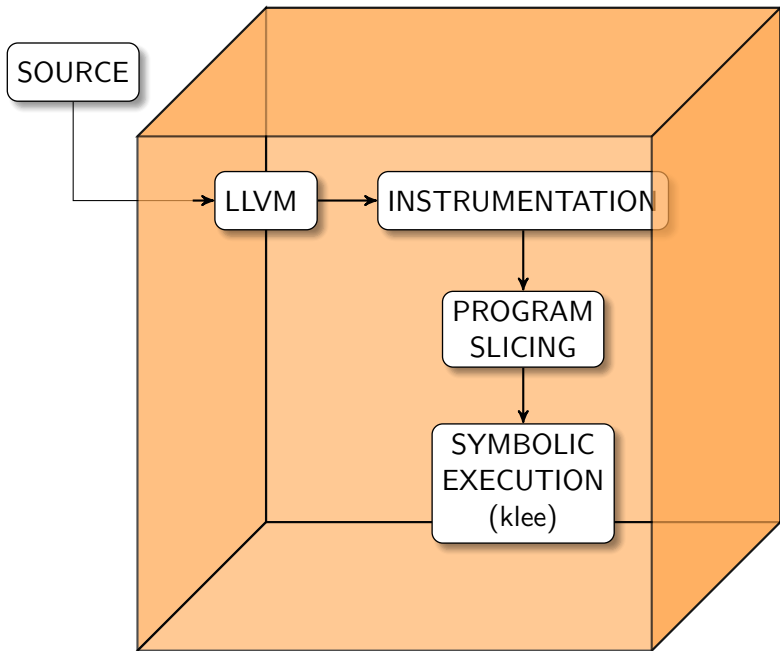 SOURCE
LLVM
INSTRUMENTATION
PROGRAM
SLICING
SYMBOLIC
EXECUTION
(klee)